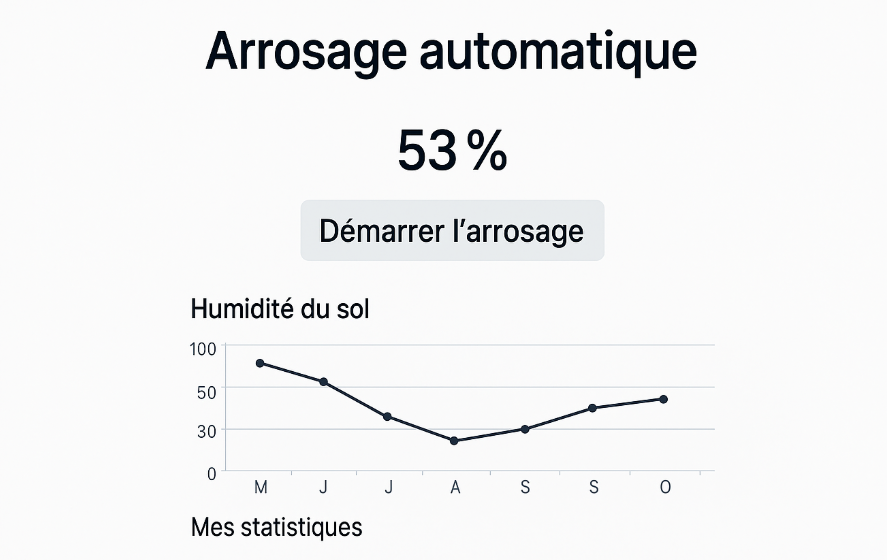 Arrosage automatique
53 %
Démarrer l’arrosage
Humidité du sol
100
50
30
0
M J J A S S O
Mes statistiques